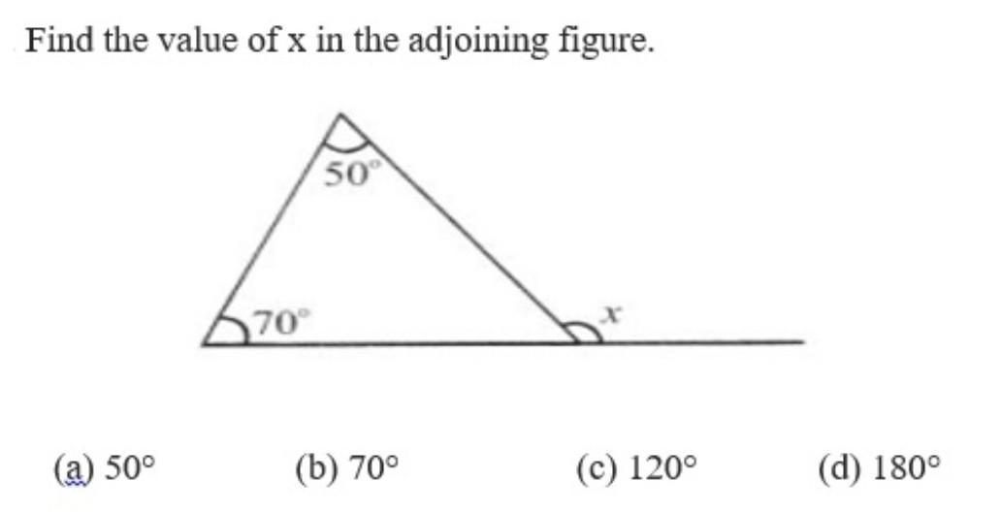 Find the value of x in the adjoining figure.
50°
70°
x
(a) 50° (b) 70° (c) 120° (d) 180°